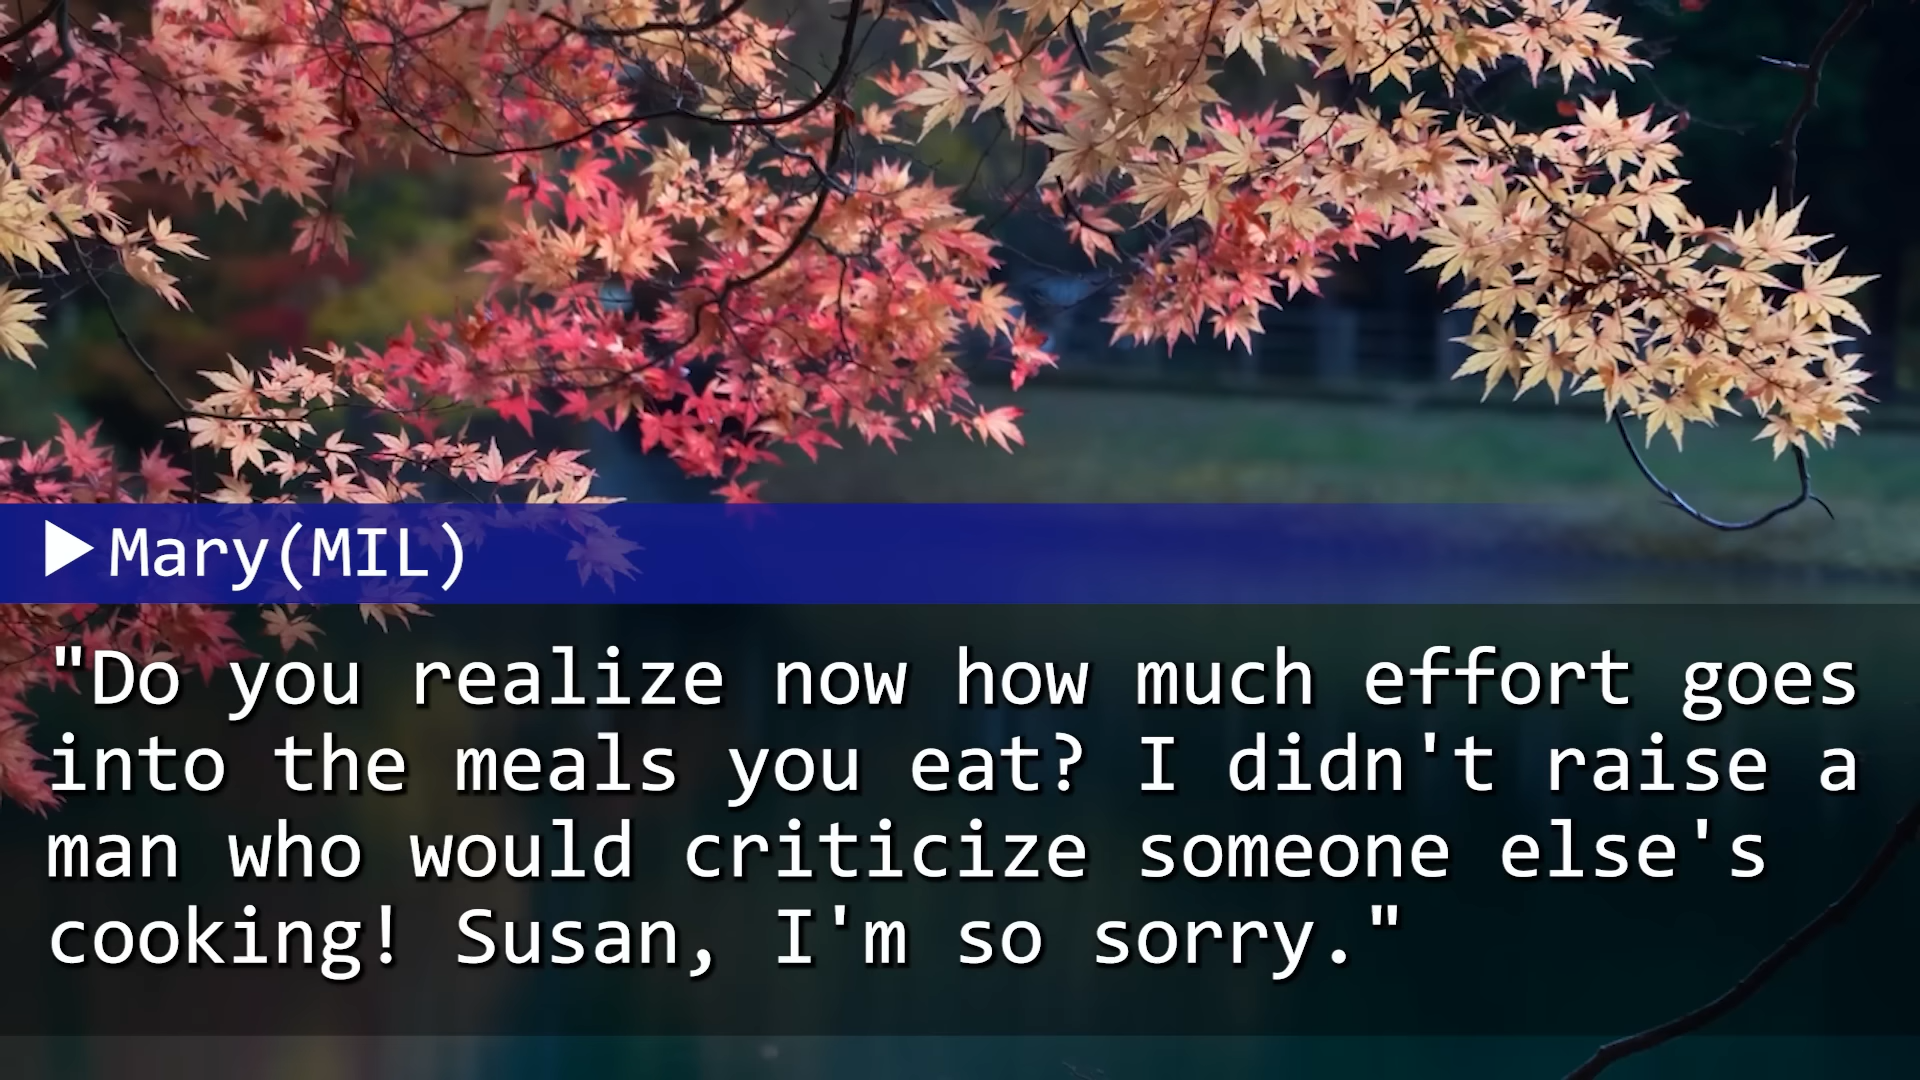 ▶Mary(MIL)
"Do you realize now how much effort goes
into the meals you eat? I didn't raise a
man who would criticize someone else's
cooking! Susan, I'm so sorry."